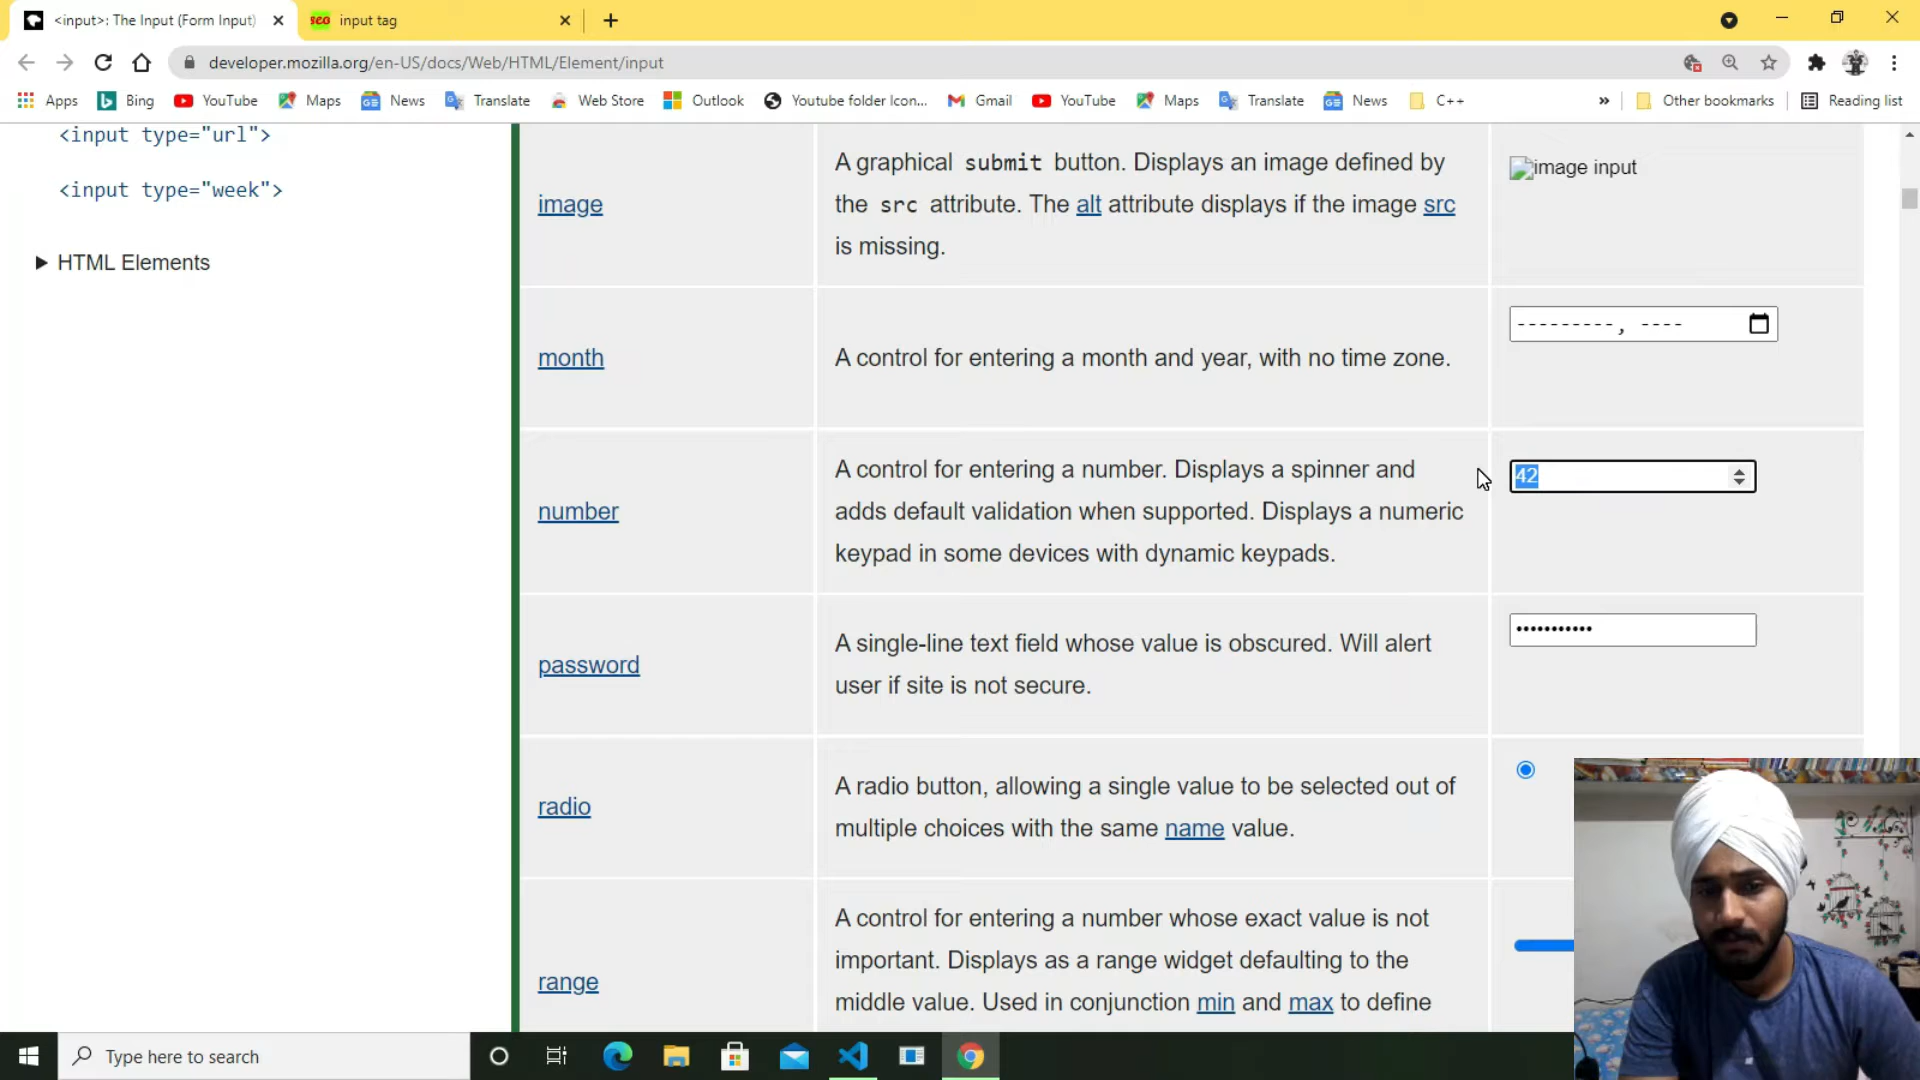 <input>: The Input (Form Input)
seo input tag
developer.mozilla.org/en-US/docs/Web/HTML/Element/input
Apps Bing YouTube Maps News Translate Web Store Outlook Youtube folder Icon... Gmail YouTube Maps Translate News C++ » Other bookmarks Reading list
<input type="url">
<input type="week">
HTML Elements
image
A graphical submit button. Displays an image defined by
the src attribute. The alt attribute displays if the image src
is missing.
image input
month
A control for entering a month and year, with no time zone.
---------, ----
number
A control for entering a number. Displays a spinner and
adds default validation when supported. Displays a numeric
keypad in some devices with dynamic keypads.
42
password
A single-line text field whose value is obscured. Will alert
user if site is not secure.
•••••••••••
radio
A radio button, allowing a single value to be selected out of
multiple choices with the same name value.
range
A control for entering a number whose exact value is not
important. Displays as a range widget defaulting to the
middle value. Used in conjunction min and max to define
Type here to search